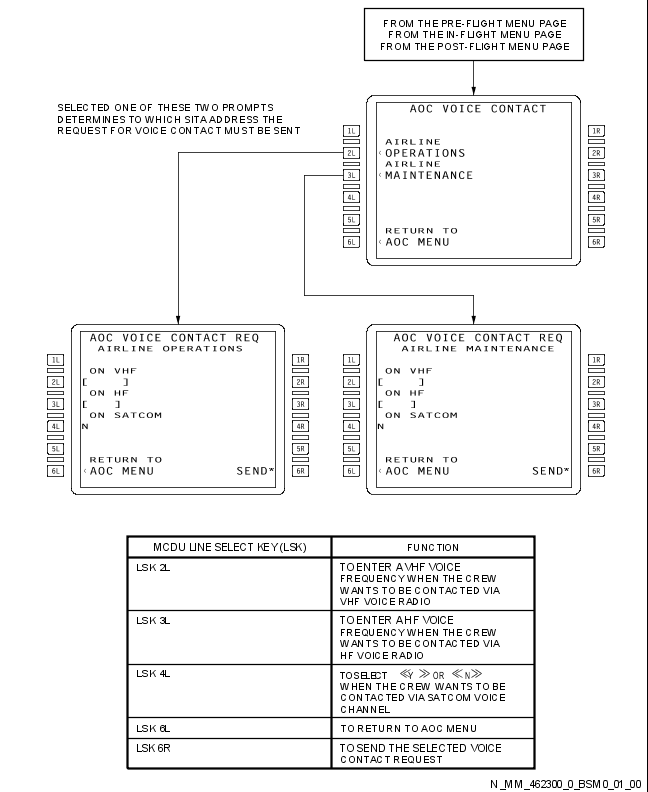 FROM THE PRE-FLIGHT MENU PAGE
FROM THE IN-FLIGHT MENU PAGE
FROM THE POST-FLIGHT MENU PAGE
SELECTED ONE OF THESE TWO PROMPTS
DETERMINES TO WHICH SITA ADDRESS THE
REQUEST FOR VOICE CONTACT MUST BE SENT
AOC VOICE CONTACT
1L 1R
AIRLINE
2L <OPERATIONS 2R
AIRLINE
3L <MAINTENANCE 3R
4L 4R
5L 5R
RETURN TO
6L <AOC MENU 6R
AOC VOICE CONTACT REQ
AIRLINE OPERATIONS
1L 1R
ON VHF
2L [ ] 2R
ON HF
3L [ ] 3R
ON SATCOM
4L N 4R
5L 5R
RETURN TO
6L <AOC MENU SEND* 6R
AOC VOICE CONTACT REQ
AIRLINE MAINTENANCE
1L 1R
ON VHF
2L [ ] 2R
ON HF
3L [ ] 3R
ON SATCOM
4L N 4R
5L 5R
RETURN TO
6L <AOC MENU SEND* 6R
MCDU LINE SELECT KEY (LSK) FUNCTION
LSK 2L TO ENTER A VHF VOICE
FREQUENCY WHEN THE CREW
WANTS TO BE CONTACTED VIA
VHF VOICE RADIO
LSK 3L TO ENTER A HF VOICE
FREQUENCY WHEN THE CREW
WANTS TO BE CONTACTED VIA
HF VOICE RADIO
LSK 4L TO SELECT ≪Y≫ OR ≪N≫
WHEN THE CREW WANTS TO BE
CONTACTED VIA SATCOM VOICE
CHANNEL
LSK 6L TO RETURN TO AOC MENU
LSK 6R TO SEND THE SELECTED VOICE
CONTACT REQUEST
N_MM_462300_0_BSM0_01_00